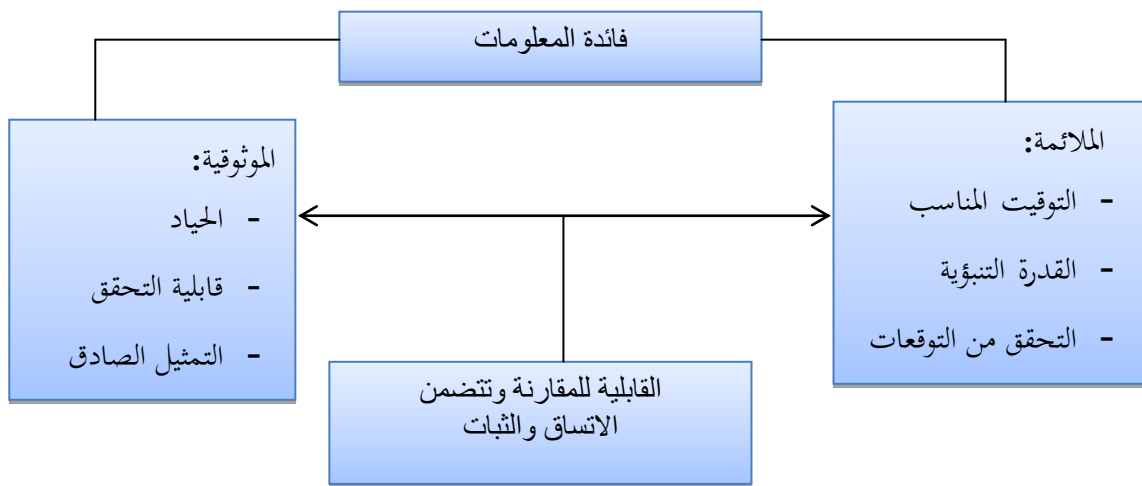 فائدة المعلومات
الملائمة:
- التوقيت المناسب
- القدرة التنبؤية
- التحقق من التوقعات
الموثوقية:
- الحياد
- قابلية التحقق
- التمثيل الصادق
القابلية للمقارنة وتتضمن
الاتساق والثبات